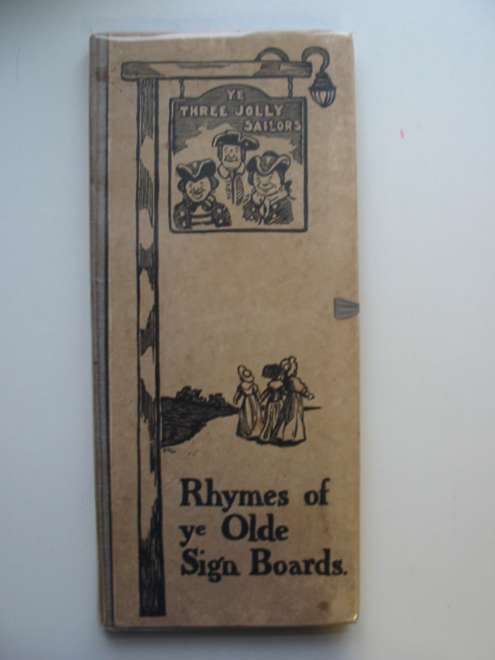 YE
THREE JOLLY
SAILORS
Rhymes of
ye Olde
Sign Boards.